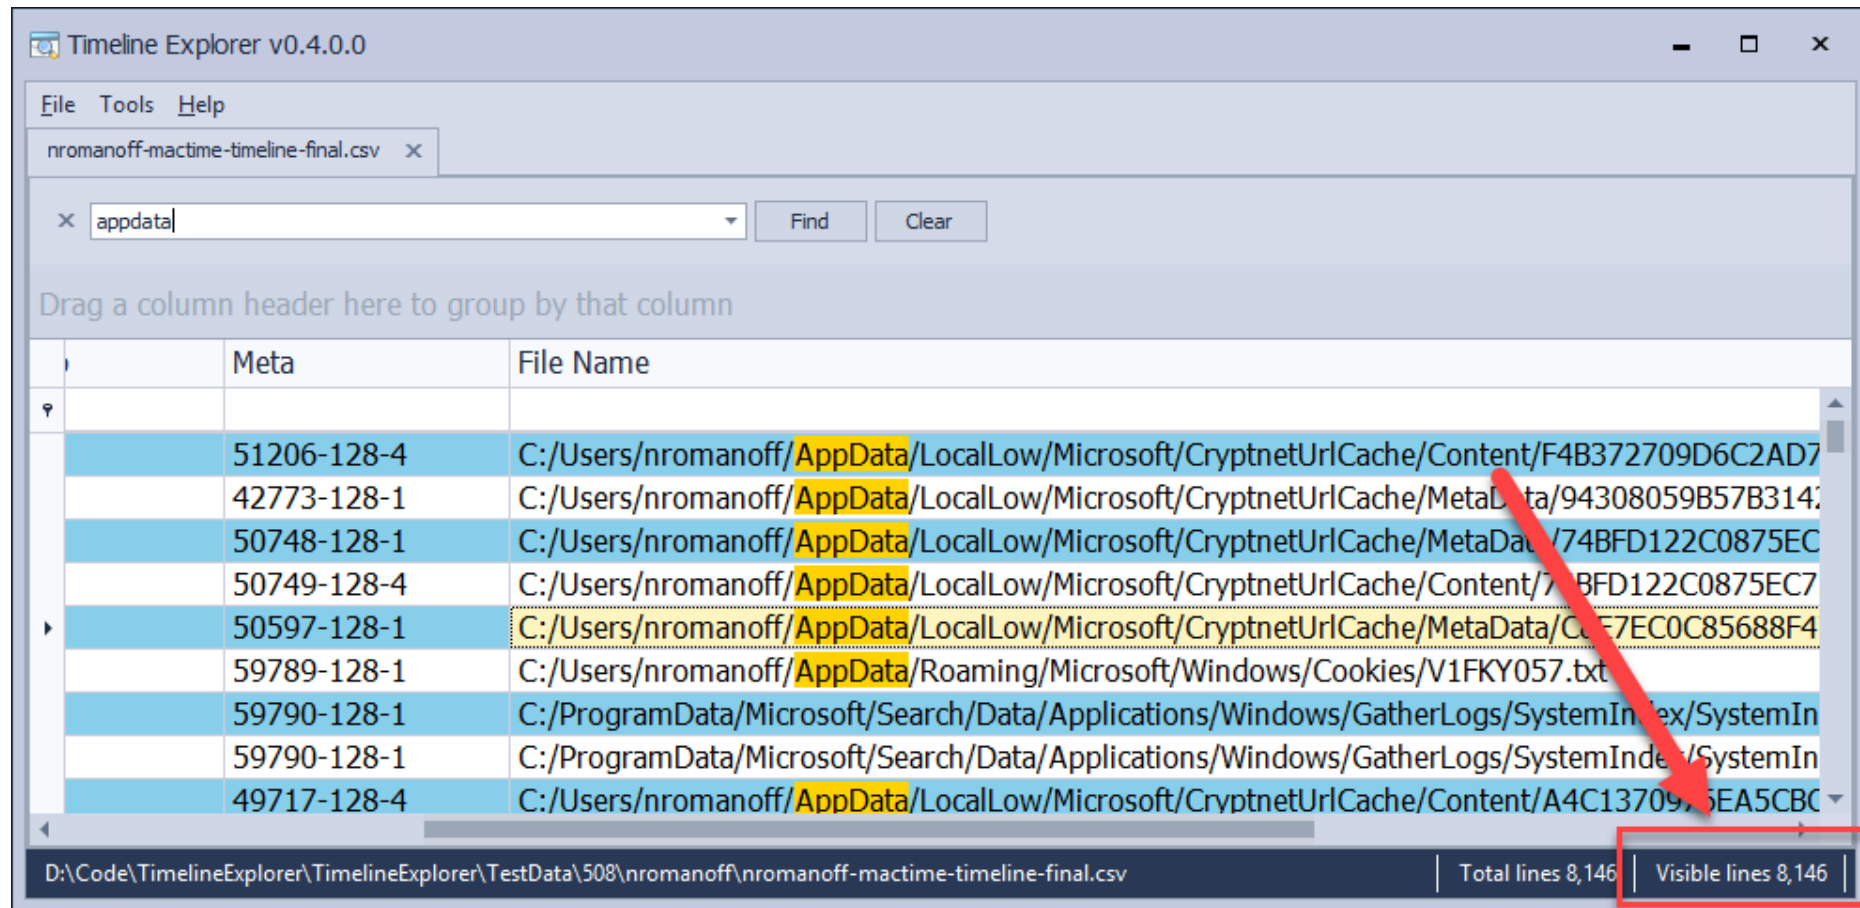 Timeline Explorer v0.4.0.0
File Tools Help
nromanoff-mactime-timeline-final.csv
appdata Find Clear
Drag a column header here to group by that column
Meta File Name
51206-128-4 C:/Users/nromanoff/AppData/LocalLow/Microsoft/CryptnetUrlCache/Content/F4B372709D6C2AD7
42773-128-1 C:/Users/nromanoff/AppData/LocalLow/Microsoft/CryptnetUrlCache/MetaData/94308059B57B3142
50748-128-1 C:/Users/nromanoff/AppData/LocalLow/Microsoft/CryptnetUrlCache/MetaData/74BFD122C0875EC
50749-128-4 C:/Users/nromanoff/AppData/LocalLow/Microsoft/CryptnetUrlCache/Content/74BFD122C0875EC7
50597-128-1 C:/Users/nromanoff/AppData/LocalLow/Microsoft/CryptnetUrlCache/MetaData/
59789-128-1 C:/Users/nromanoff/AppData/Roaming/Microsoft/Windows/Cookies/V1FKY057.txt
59790-128-1 C:/ProgramData/Microsoft/Search/Data/Applications/Windows/GatherLogs/SystemIndex/SystemIn
59790-128-1 C:/ProgramData/Microsoft/Search/Data/Applications/Windows/GatherLogs/SystemIndex/SystemIn
49717-128-4 C:/Users/nromanoff/AppData/LocalLow/Microsoft/CryptnetUrlCache/Content/
D:\Code\TimelineExplorer\TimelineExplorer\TestData\508\nromanoff\nromanoff-mactime-timeline-final.csv Total lines 8,146 Visible lines 8,146